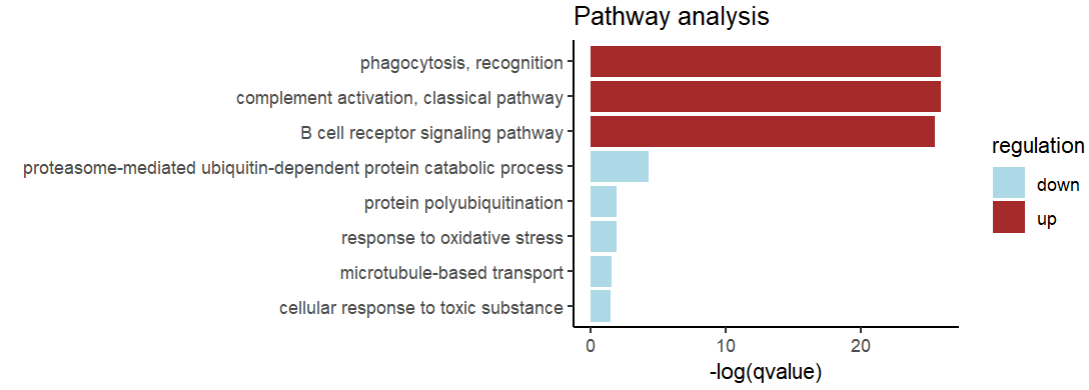 Pathway analysis
phagocytosis, recognition
complement activation, classical pathway
B cell receptor signaling pathway
proteasome-mediated ubiquitin-dependent protein catabolic process
protein polyubiquitination
response to oxidative stress
microtubule-based transport
cellular response to toxic substance
0 10 20
-log(qvalue)
regulation
down
up